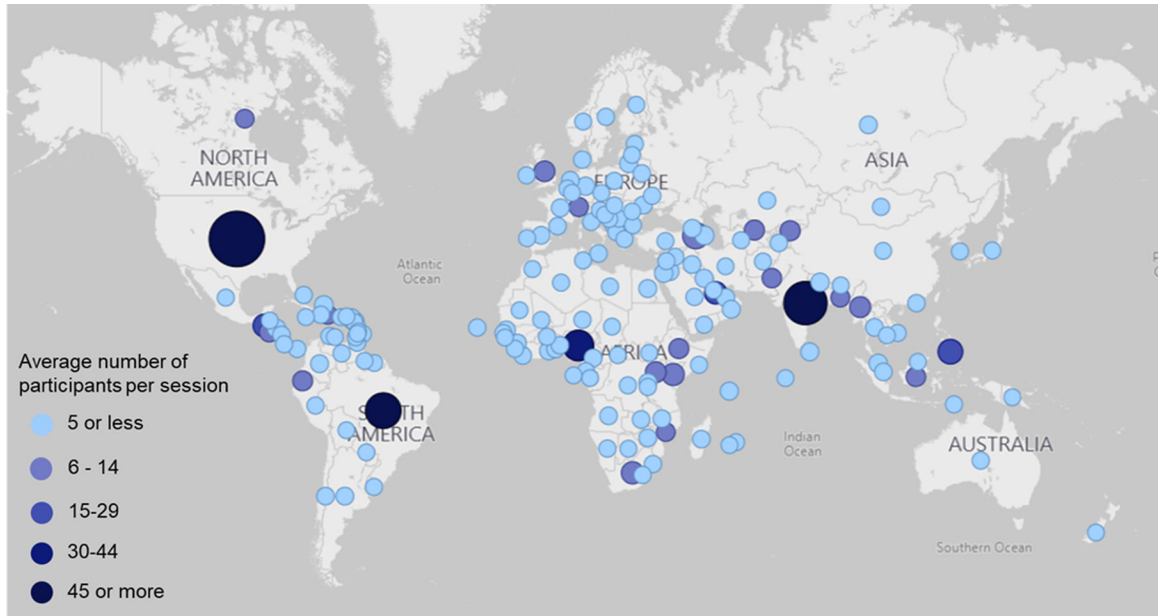 NORTH
AMERICA
ASIA
EUROPE
Atlantic
Ocean
AFRICA
SOUTH
AMERICA
Indian
Ocean
AUSTRALIA
Southern Ocean
Average number of
participants per session
5 or less
6 - 14
15-29
30-44
45 or more